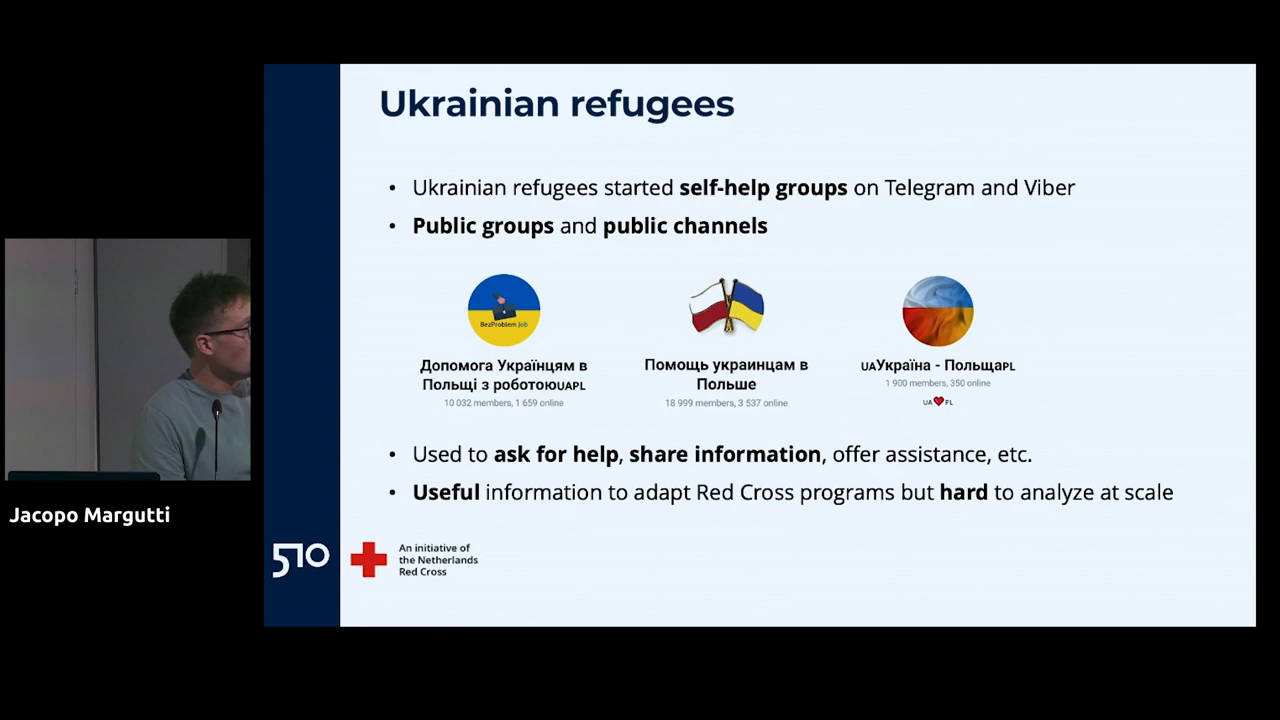 Ukrainian refugees
• Ukrainian refugees started self-help groups on Telegram and Viber
• Public groups and public channels
BezProblem Job
Допомога Українцям в
Польщі з роботоюUAPL
10 032 members, 1 659 online
Помощь украинцам в
Польше
18 999 members, 3 537 online
UAУкраїна - ПольщаPL
1 900 members, 350 online
UA❤PL
• Used to ask for help, share information, offer assistance, etc.
• Useful information to adapt Red Cross programs but hard to analyze at scale
Jacopo Margutti
510
An initiative of
the Netherlands
Red Cross